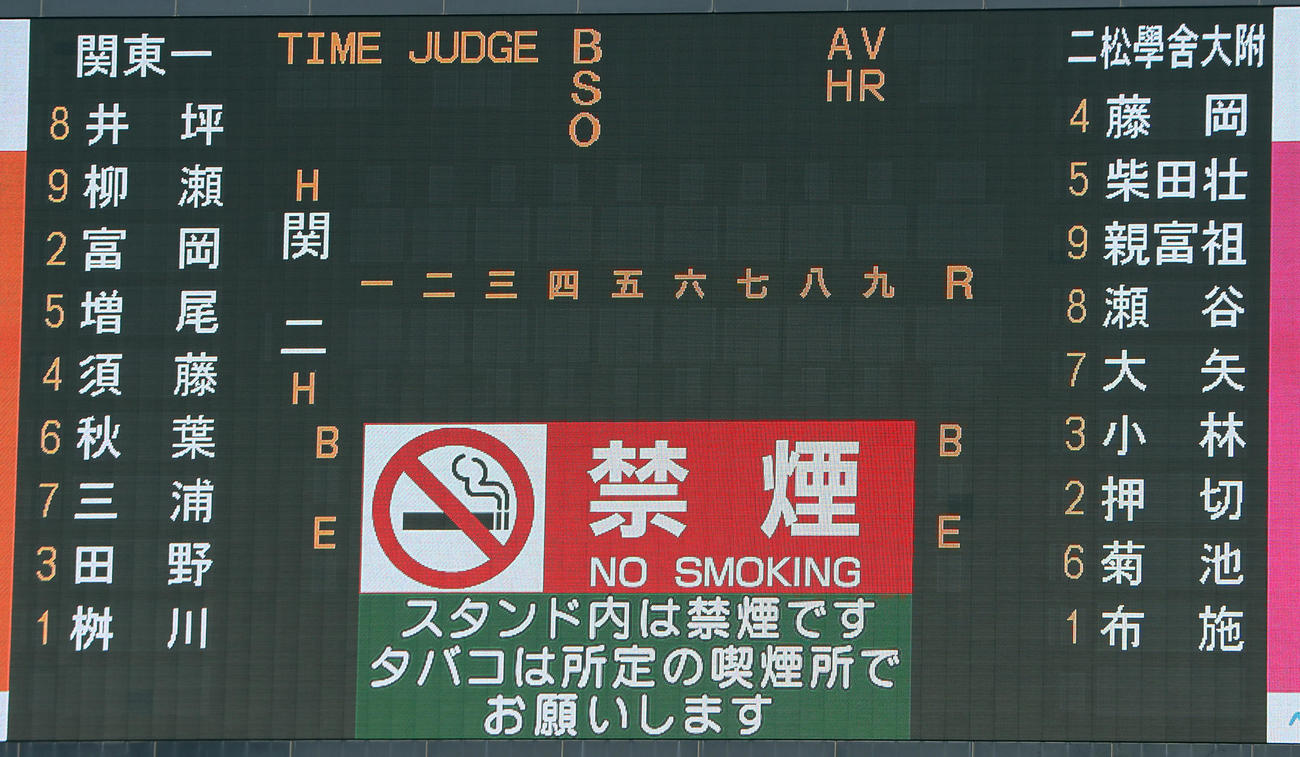 関東一
8 井 坪
9 柳 瀬
2 富 岡
5 増 尾
4 須 藤
6 秋 葉
7 三 浦
3 田 野
1 桝 川
TIME JUDGE B
S
O
AV
HR
H
関
一 二 三 四 五 六 七 八 九 R
二
H
B
E
B
E
禁 煙
NO SMOKING
スタンド内は禁煙です
タバコは所定の喫煙所で
お願いします
二松學舍大附
4 藤 岡
5 柴田壮
9 親富祖
8 瀬 谷
7 大 矢
3 小 林
2 押 切
6 菊 池
1 布 施